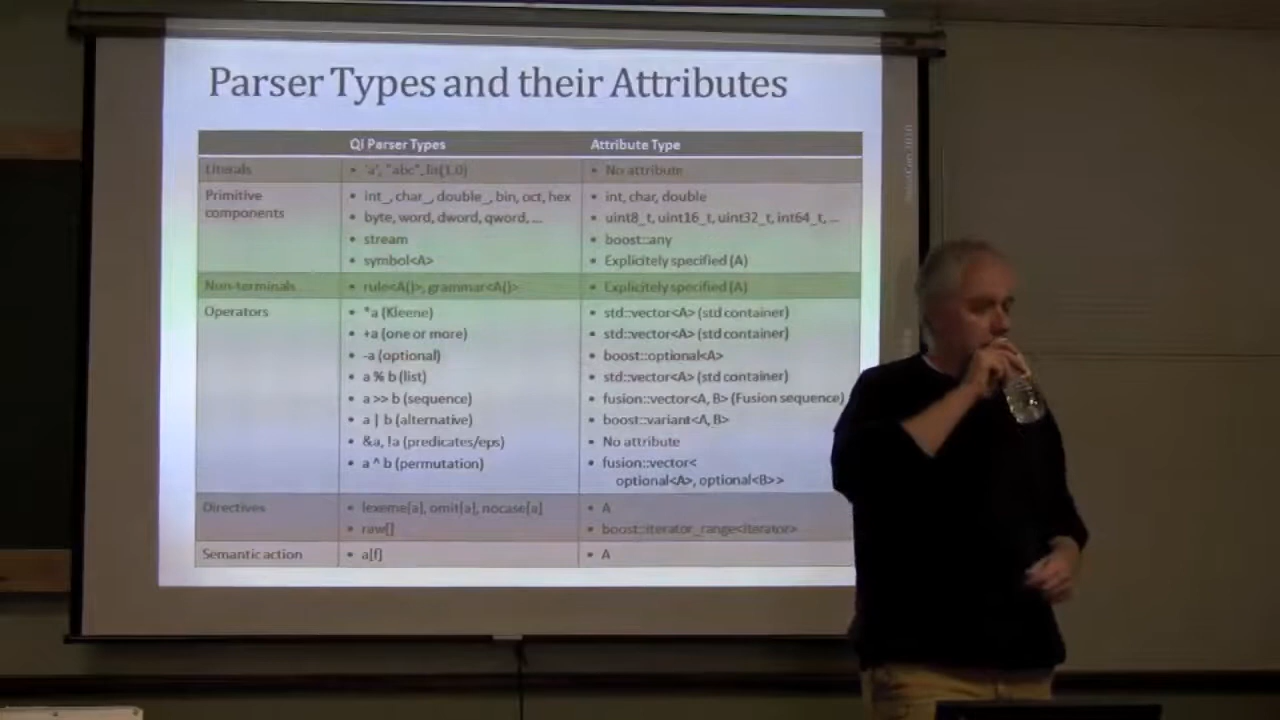 Parser Types and their Attributes
Qi Parser Types Attribute Type
Literals • 'a', "abc", lit(1.0) • No attribute
Primitive components • int_, char_, double_, bin, oct, hex • int, char, double
• byte, word, dword, qword, ... • uint8_t, uint16_t, uint32_t, int64_t, ...
• stream • boost::any
• symbol<A> • Explicitely specified (A)
Non-terminals • rule<A()>, grammar<A()> • Explicitely specified (A)
Operators • *a (Kleene) • std::vector<A> (std container)
• +a (one or more) • std::vector<A> (std container)
• -a (optional) • boost::optional<A>
• a % b (list) • std::vector<A> (std container)
• a >> b (sequence) • fusion::vector<A, B> (Fusion sequence)
• a | b (alternative) • boost::variant<A, B>
• &a, !a (predicates/eps) • No attribute
• a ^ b (permutation) • fusion::vector<
optional<A>, optional<B>>
Directives • lexeme[a], omit[a], nocase[a] • A
• raw[] • boost::iterator_range<Iterator>
Semantic action • a[f] • A